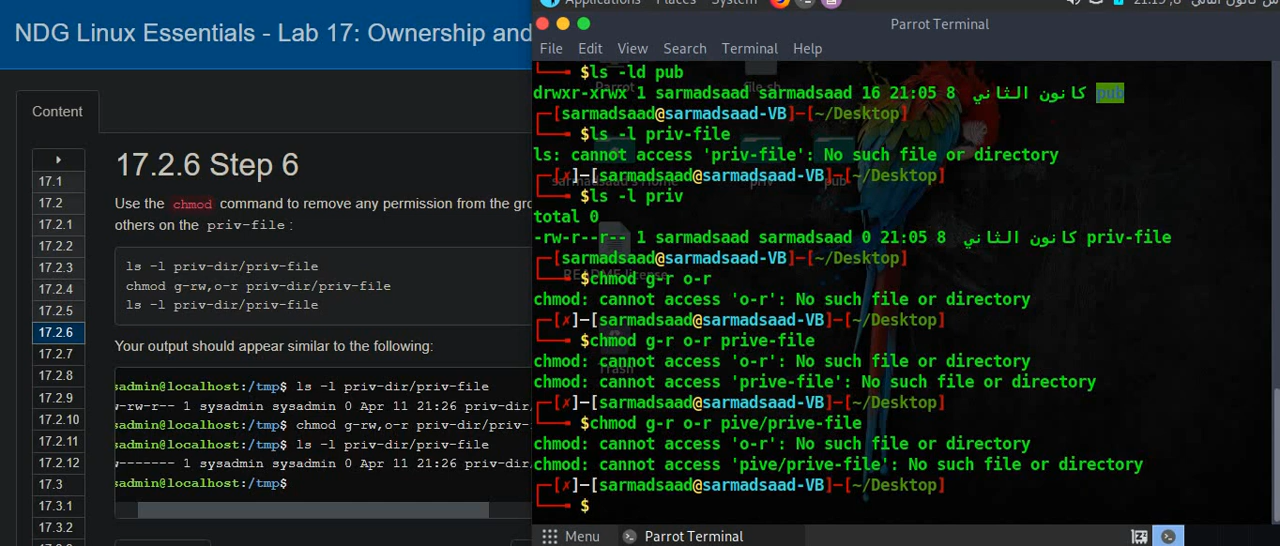 NDG Linux Essentials - Lab 17: Ownership and
Content
17.1
17.2
17.2.1
17.2.2
17.2.3
17.2.4
17.2.5
17.2.6
17.2.7
17.2.8
17.2.9
17.2.10
17.2.11
17.2.12
17.3
17.3.1
17.3.2
17.2.6 Step 6
Use the chmod command to remove any permission from the gro
others on the priv-file :
ls -l priv-dir/priv-file
chmod g-rw,o-r priv-dir/priv-file
ls -l priv-dir/priv-file
Your output should appear similar to the following:
sadmin@localhost:/tmp$ ls -l priv-dir/priv-file
w-rw-r-- 1 sysadmin sysadmin 0 Apr 11 21:26 priv-dir/
sadmin@localhost:/tmp$ chmod g-rw,o-r priv-dir/priv-
sadmin@localhost:/tmp$ ls -l priv-dir/priv-file
w------- 1 sysadmin sysadmin 0 Apr 11 21:26 priv-dir/
sadmin@localhost:/tmp$
Applications Places System
Parrot Terminal
File Edit View Search Terminal Help
$ls -ld pub
drwxr-xrwx 1 sarmadsaad sarmadsaad 16 21:05 8 كانون الثاني pub
[sarmadsaad@sarmadsaad-VB]─[~/Desktop]
$ls -l priv-file
ls: cannot access 'priv-file': No such file or directory
[✗]─[sarmadsaad@sarmadsaad-VB]─[~/Desktop]
$ls -l priv
total 0
-rw-r--r-- 1 sarmadsaad sarmadsaad 0 21:05 8 كانون الثاني priv-file
[sarmadsaad@sarmadsaad-VB]─[~/Desktop]
$chmod g-r o-r
chmod: cannot access 'o-r': No such file or directory
[✗]─[sarmadsaad@sarmadsaad-VB]─[~/Desktop]
$chmod g-r o-r prive-file
chmod: cannot access 'o-r': No such file or directory
chmod: cannot access 'prive-file': No such file or directory
[✗]─[sarmadsaad@sarmadsaad-VB]─[~/Desktop]
$chmod g-r o-r pive/prive-file
chmod: cannot access 'o-r': No such file or directory
chmod: cannot access 'pive/prive-file': No such file or directory
[✗]─[sarmadsaad@sarmadsaad-VB]─[~/Desktop]
$
Parrot
file.sh
sarmadsaad's Home
priv
pub
README.license
Trash
Menu
Parrot Terminal